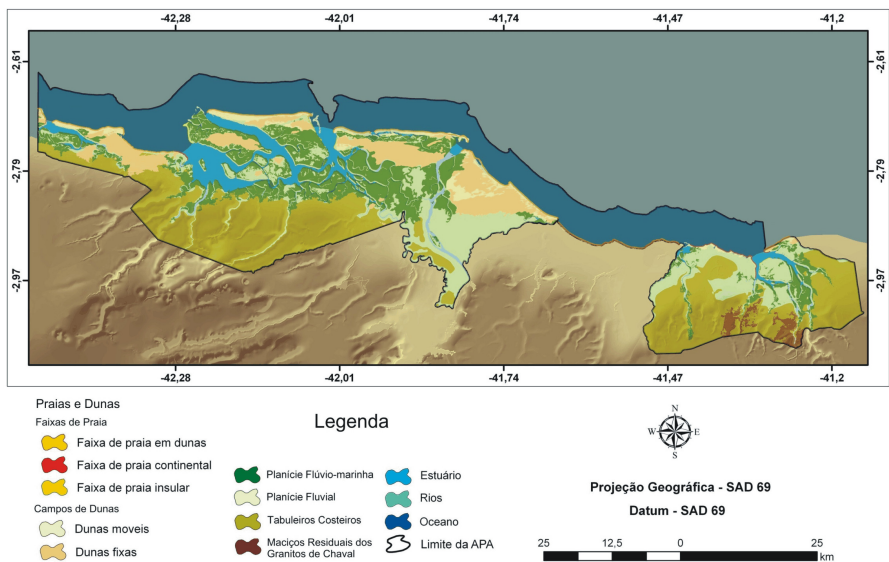 -42,28 -42,01 -41,74 -41,47 -41,2
-2,61 -2,61
-2,79 -2,79
-2,97 -2,97
-42,28 -42,01 -41,74 -41,47 -41,2
Praias e Dunas
Faixas de Praia
Faixa de praia em dunas
Faixa de praia continental
Faixa de praia insular
Campos de Dunas
Dunas moveis
Dunas fixas
Legenda
Planície Flúvio-marinha
Planície Fluvial
Tabuleiros Costeiros
Maciços Residuais dos
Granitos de Chaval
Estuário
Rios
Oceano
Limite da APA
N
W E
S
Projeção Geográfica - SAD 69
Datum - SAD 69
25 12,5 0 25
km